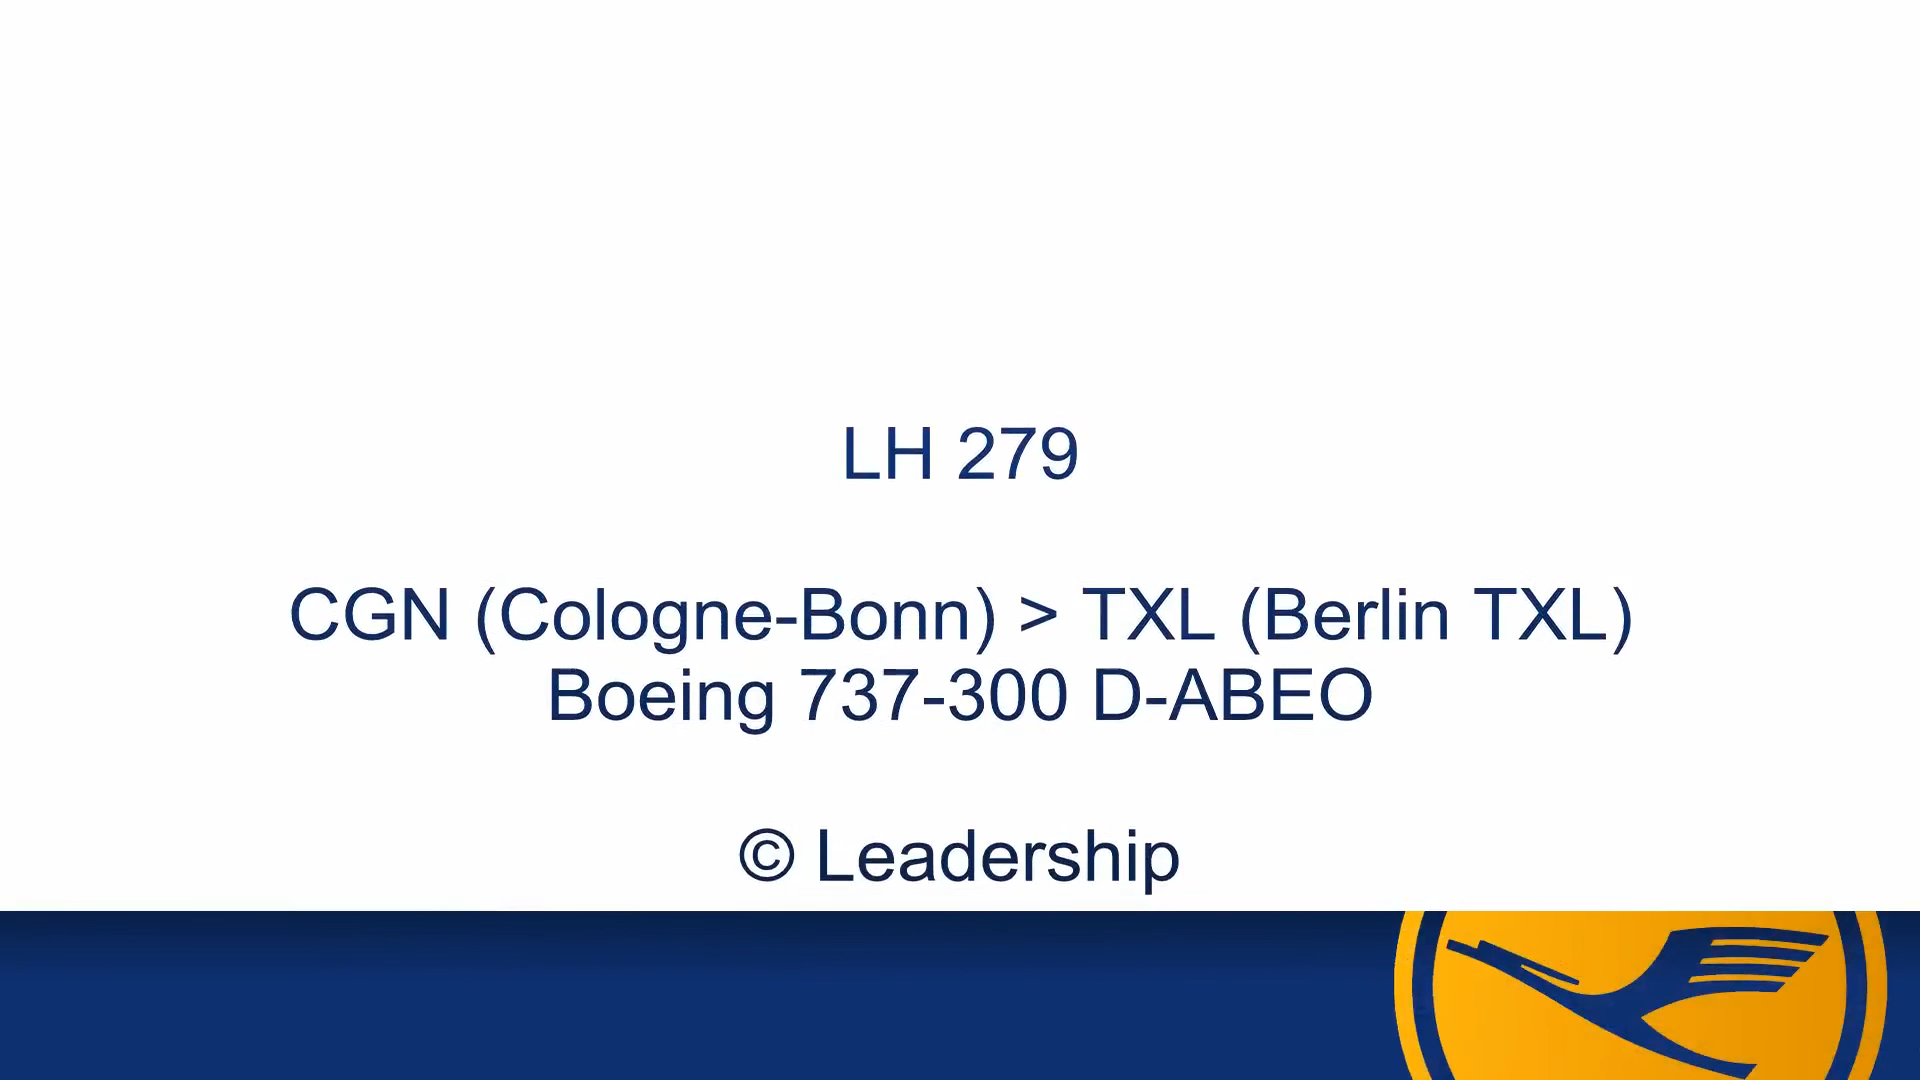 LH 279
CGN (Cologne-Bonn) > TXL (Berlin TXL)
Boeing 737-300 D-ABEO
© Leadership